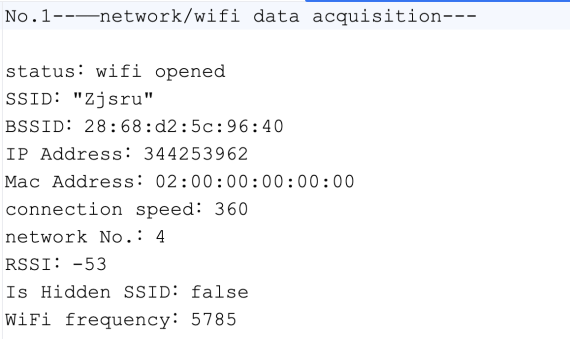 No.1--—-network/wifi data acquisition---
status: wifi opened
SSID: "Zjsru"
BSSID: 28:68:d2:5c:96:40
IP Address: 344253962
Mac Address: 02:00:00:00:00:00
connection speed: 360
network No.: 4
RSSI: -53
Is Hidden SSID: false
WiFi frequency: 5785